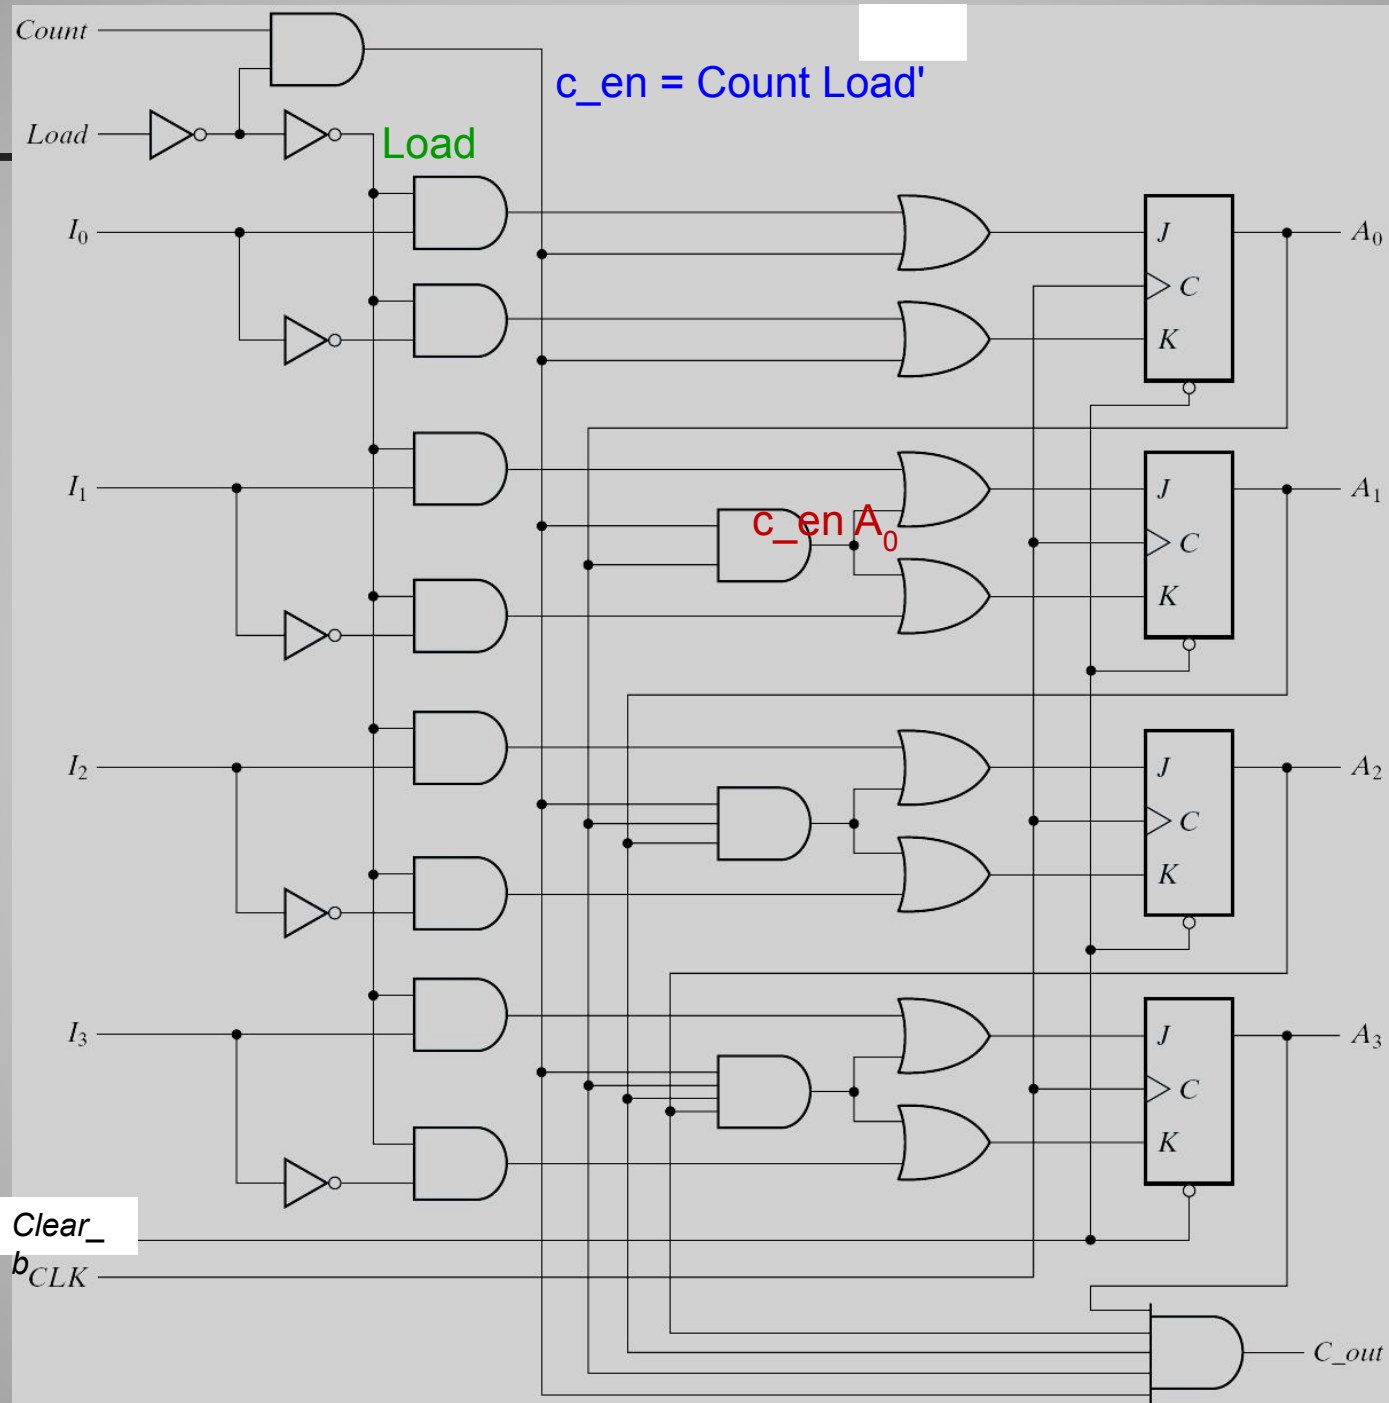 Count
c_en = Count Load'
Load
Load
I0
J
A0
C
K
I1
J
A1
c_en A0
C
K
I2
J
A2
C
K
I3
J
A3
C
K
Clear_
b
CLK
C_out